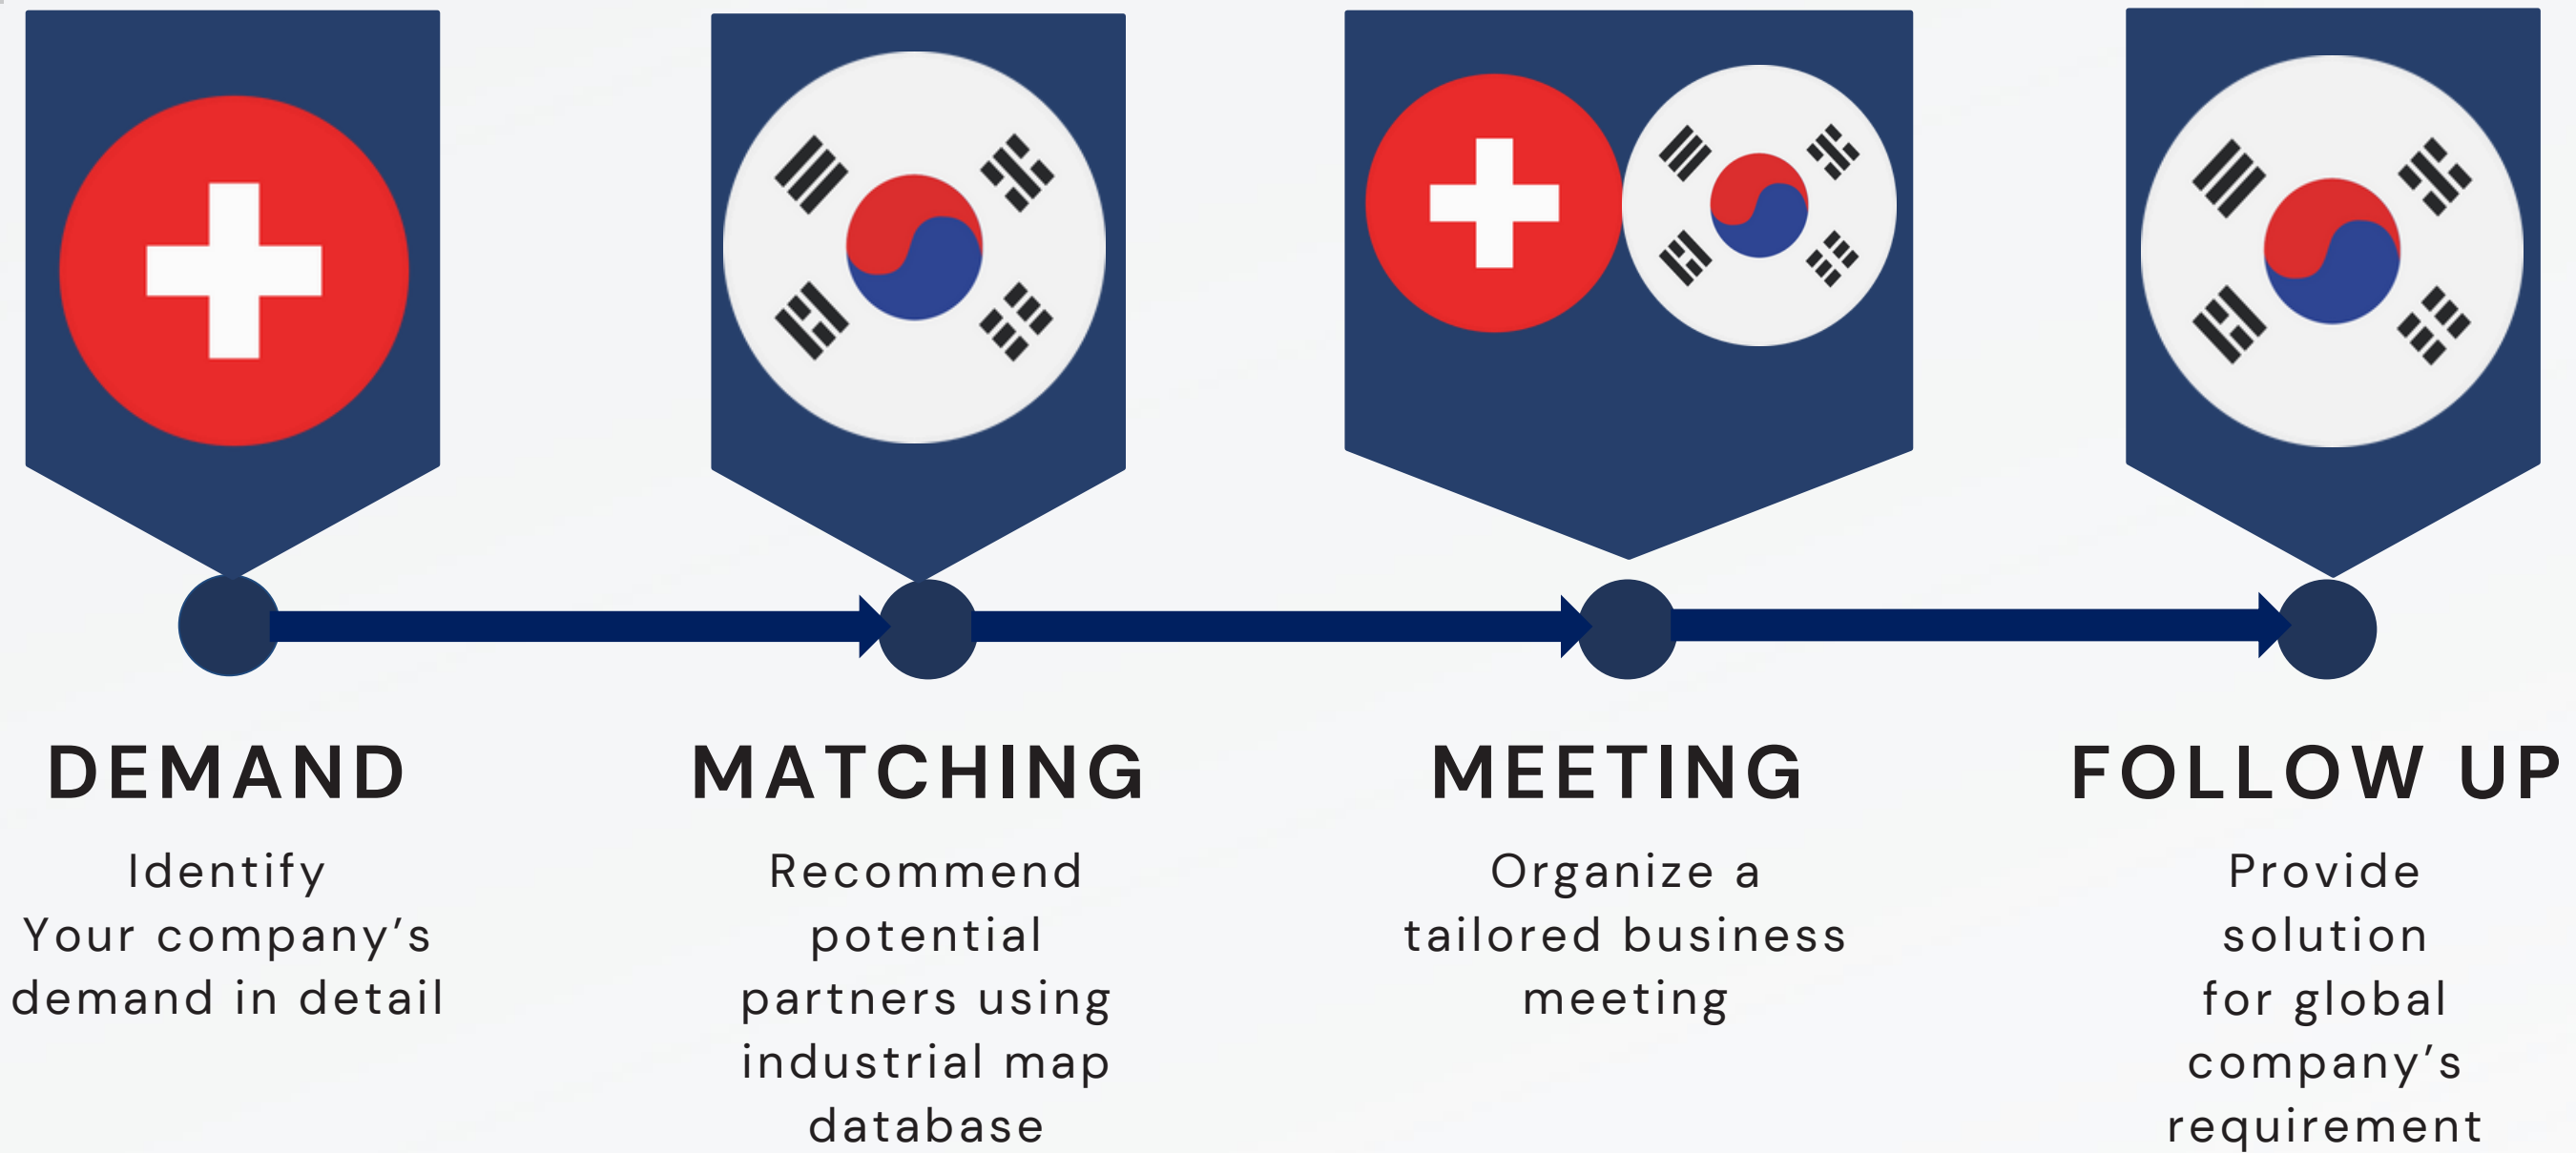 DEMAND
Identify
Your company’s
demand in detail
MATCHING
Recommend
potential
partners using
industrial map
database
MEETING
Organize a
tailored business
meeting
FOLLOW UP
Provide
solution
for global
company’s
requirement